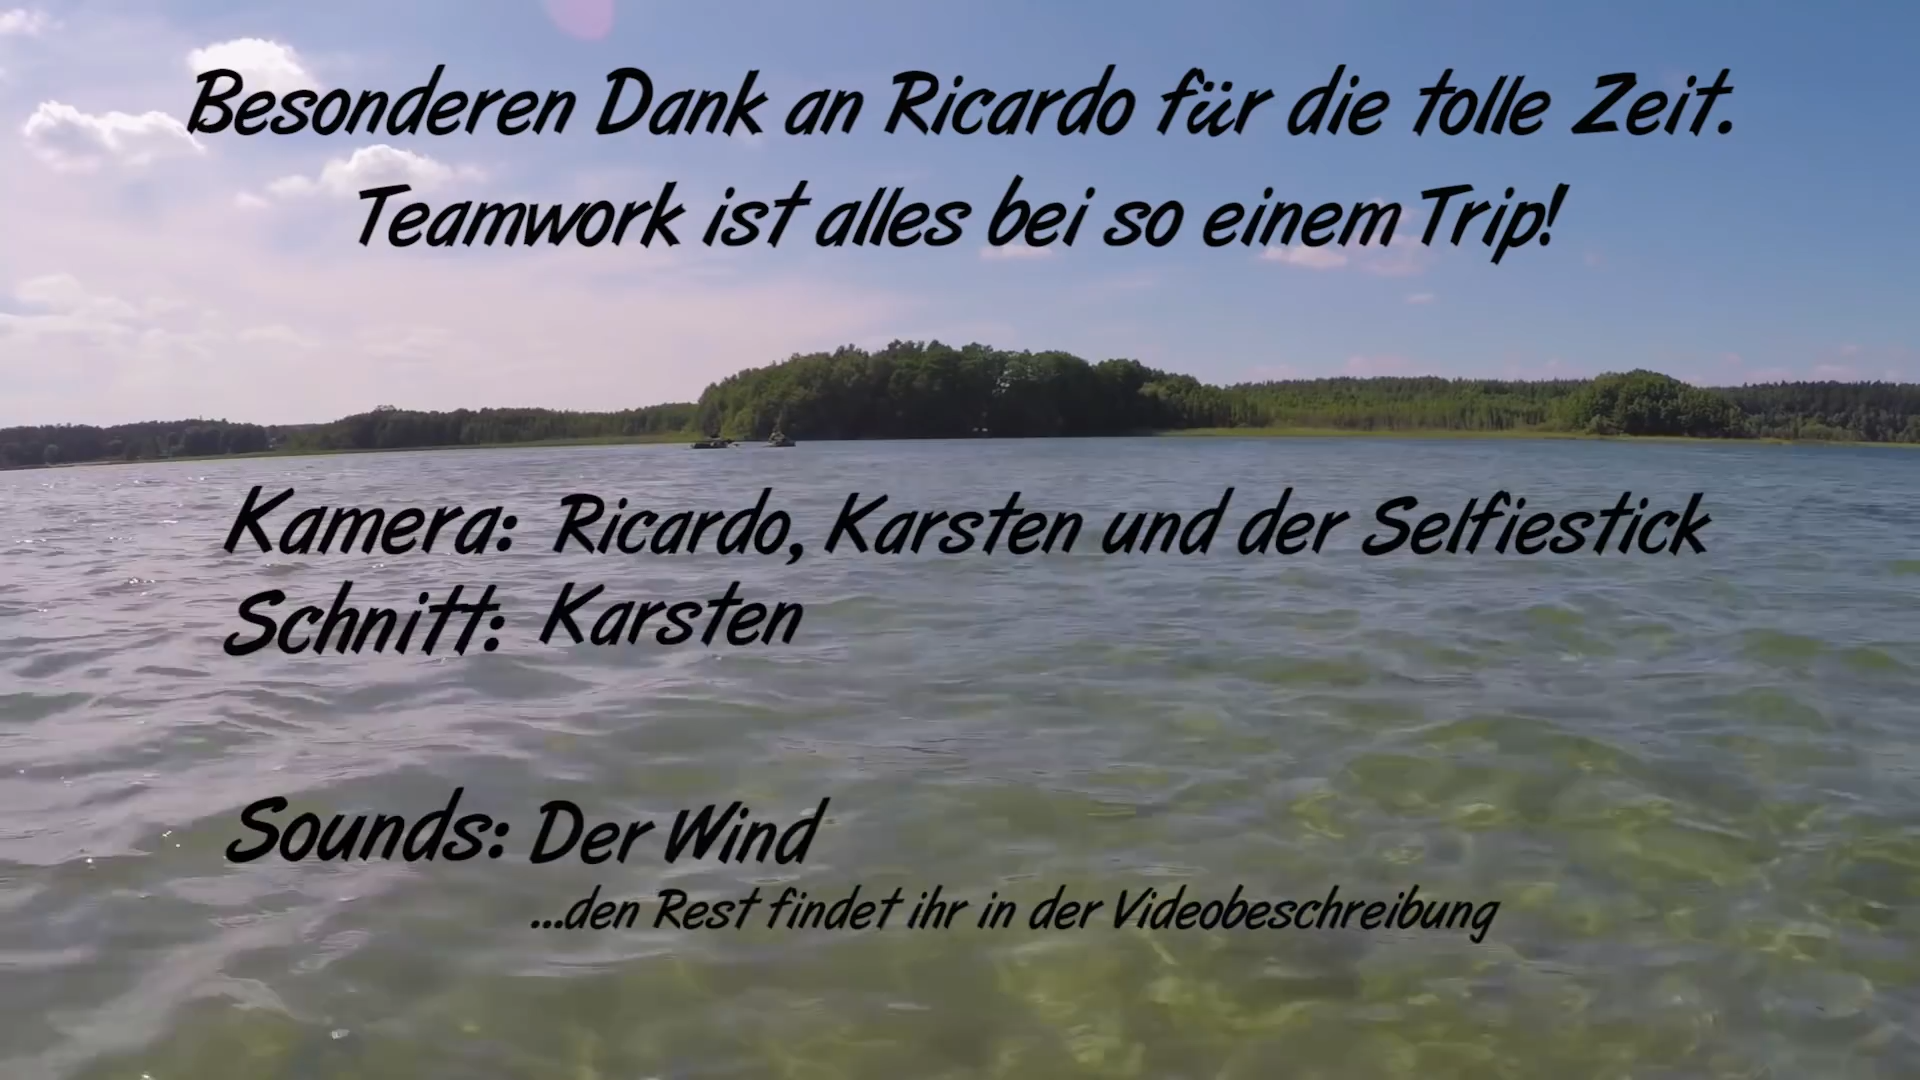 Besonderen Dank an Ricardo für die tolle Zeit.
Teamwork ist alles bei so einem Trip!
Kamera: Ricardo, Karsten und der Selfiestick
Schnitt: Karsten
Sounds: Der Wind
...den Rest findet ihr in der Videobeschreibung